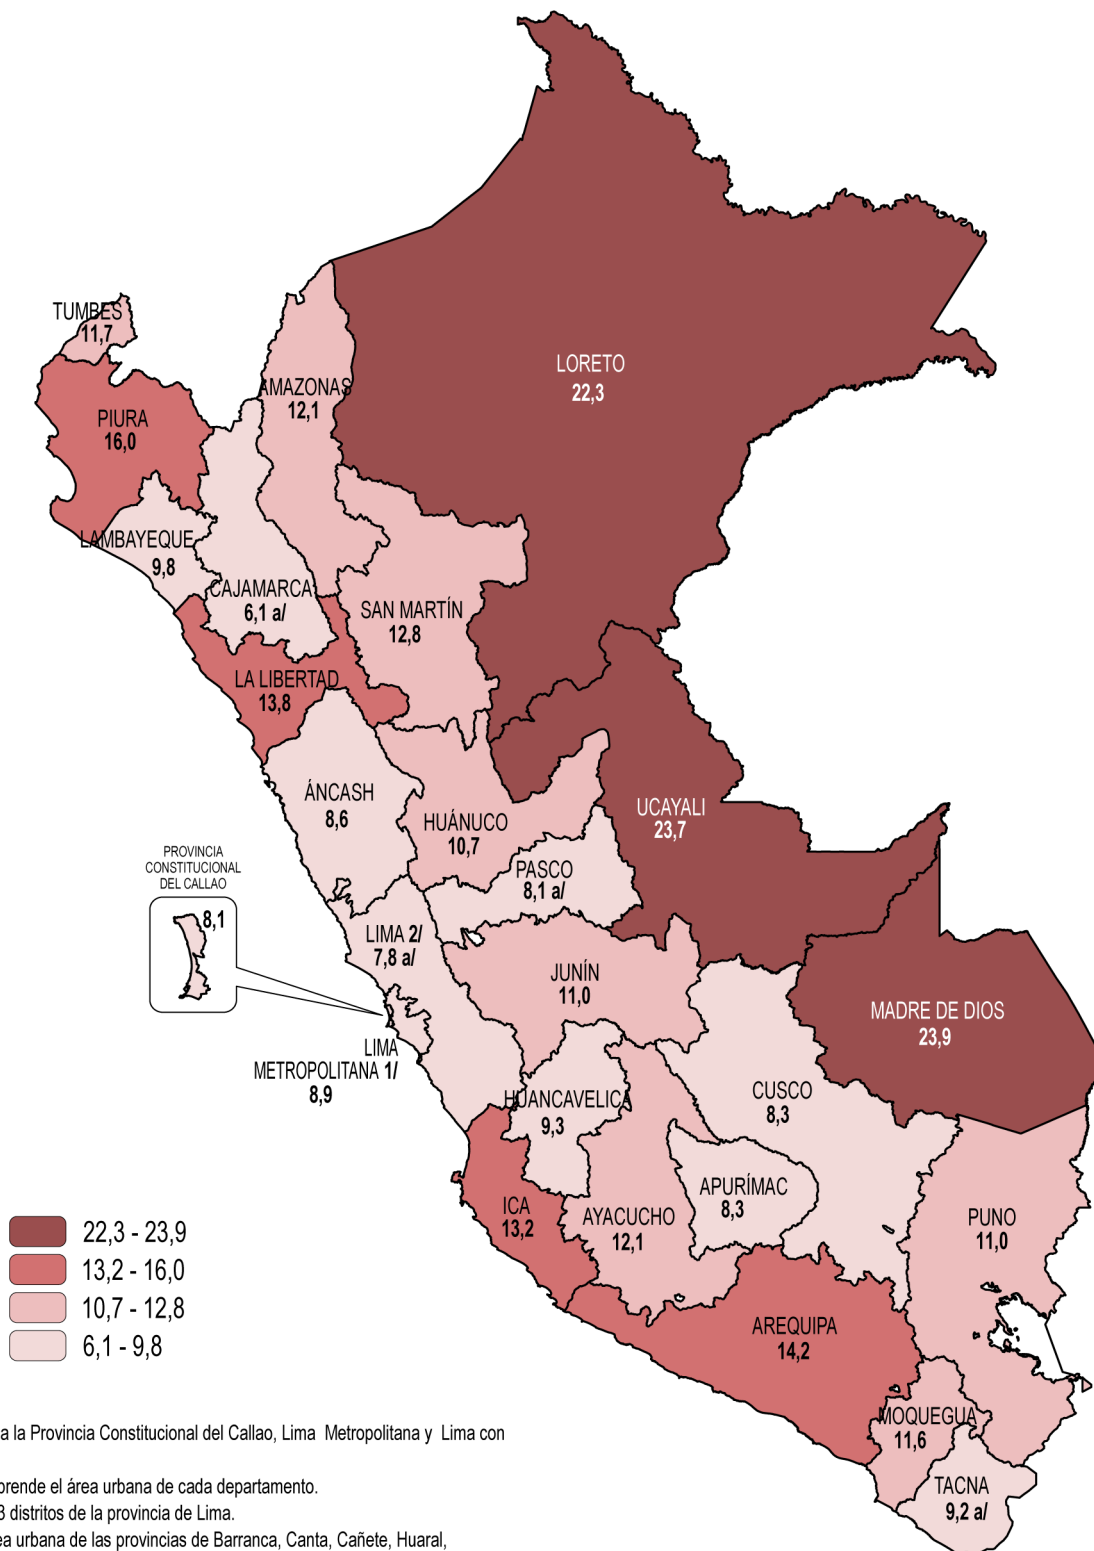 TUMBES
11,7
LORETO
22,3
AMAZONAS
12,1
PIURA
16,0
LAMBAYEQUE
9,8
CAJAMARCA
6,1 a/
SAN MARTÍN
12,8
LA LIBERTAD
13,8
ÁNCASH
8,6
HUÁNUCO
10,7
UCAYALI
23,7
PROVINCIA
CONSTITUCIONAL
DEL CALLAO
8,1
PASCO
8,1 a/
LIMA 2/
7,8 a/
JUNÍN
11,0
MADRE DE DIOS
23,9
LIMA
METROPOLITANA 1/
8,9
HUANCAVELICA
9,3
CUSCO
8,3
APURÍMAC
8,3
ICA
13,2
AYACUCHO
12,1
PUNO
11,0
AREQUIPA
14,2
MOQUEGUA
11,6
TACNA
9,2 a/
22,3 - 23,9
13,2 - 16,0
10,7 - 12,8
6,1 - 9,8
a la Provincia Constitucional del Callao, Lima Metropolitana y Lima con
prende el área urbana de cada departamento.
3 distritos de la provincia de Lima.
ea urbana de las provincias de Barranca, Canta, Cañete, Huaral,